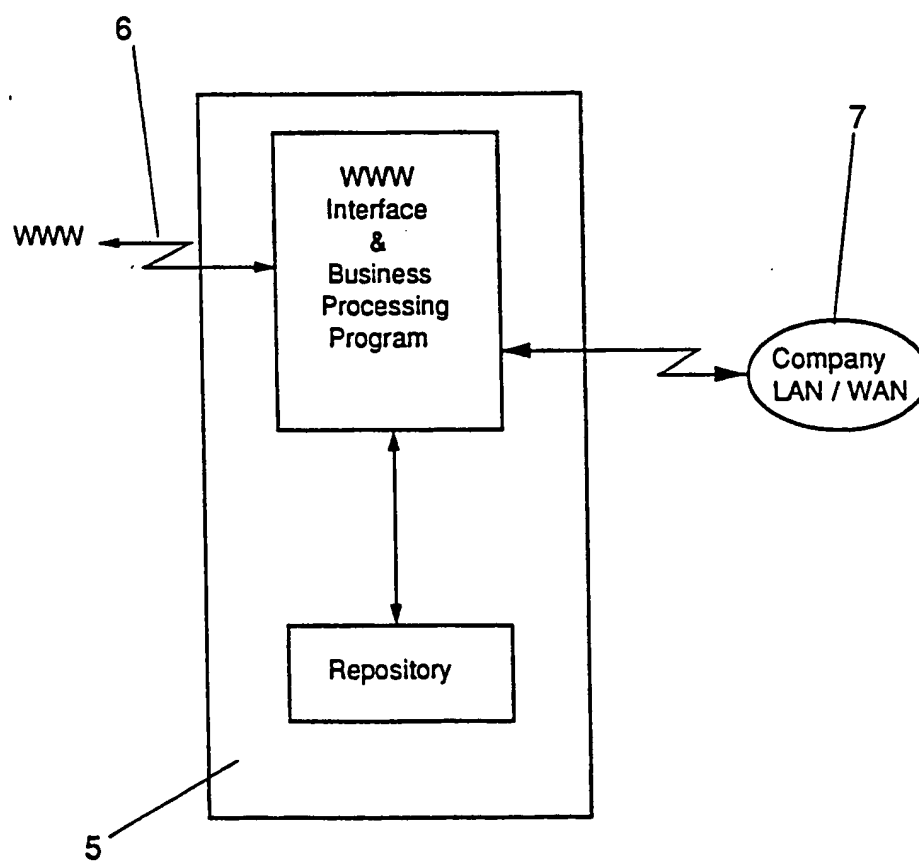 6
7
WWW
WWW
Interface
&
Business
Processing
Program
Company
LAN / WAN
Repository
5